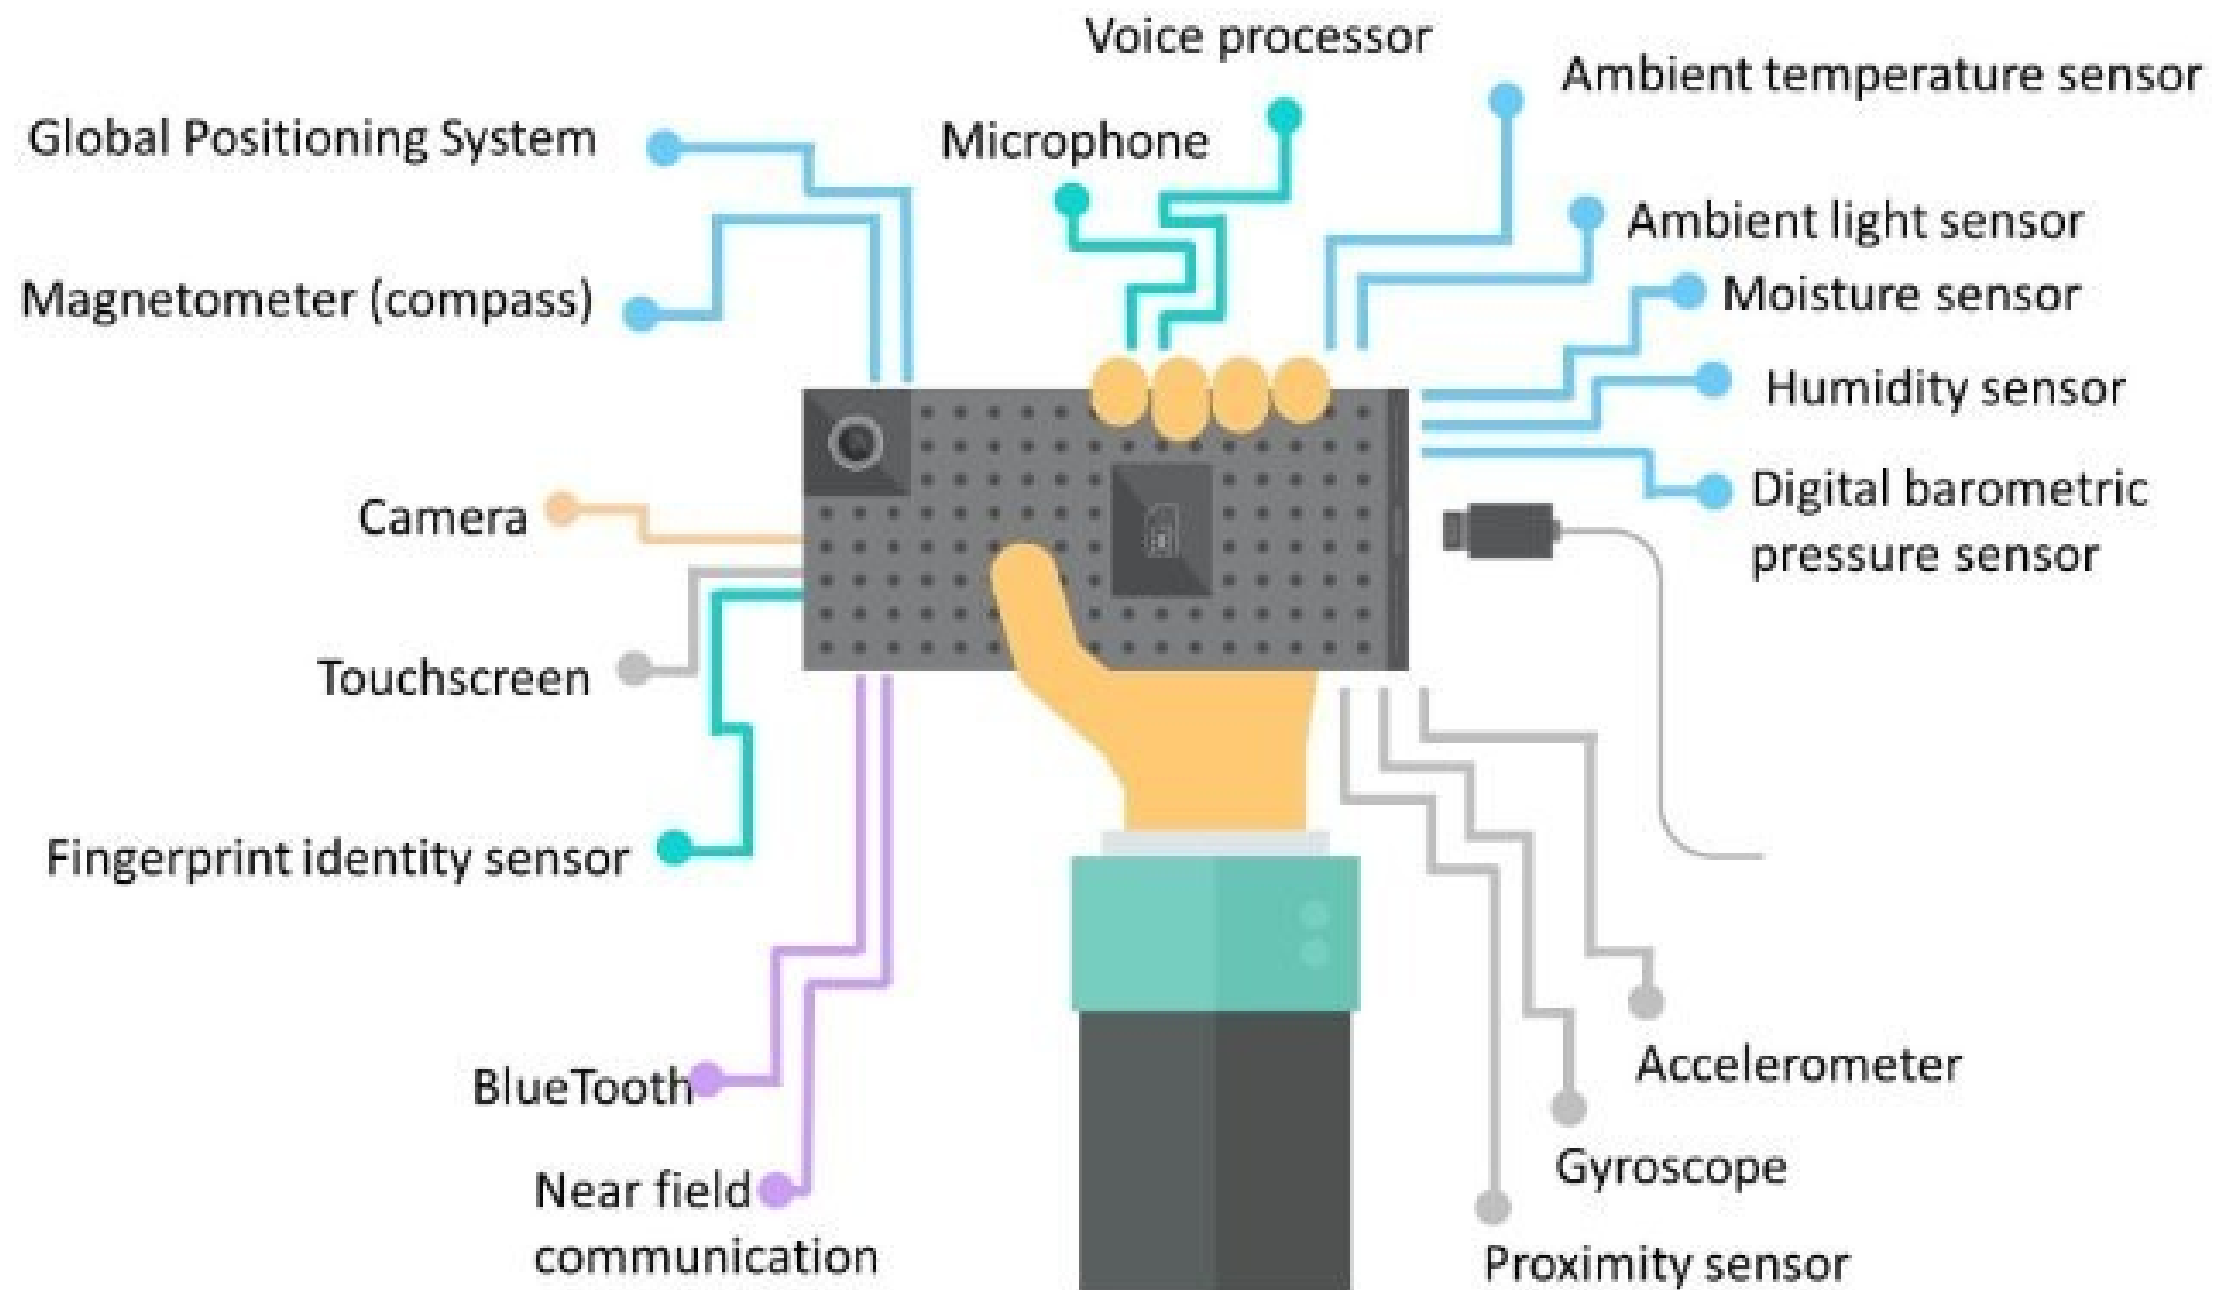 Voice processor
Ambient temperature sensor
Global Positioning System
Microphone
Ambient light sensor
Magnetometer (compass)
Moisture sensor
Humidity sensor
Camera
Digital barometric
pressure sensor
Touchscreen
Fingerprint identity sensor
BlueTooth
Accelerometer
Near field
communication
Gyroscope
Proximity sensor